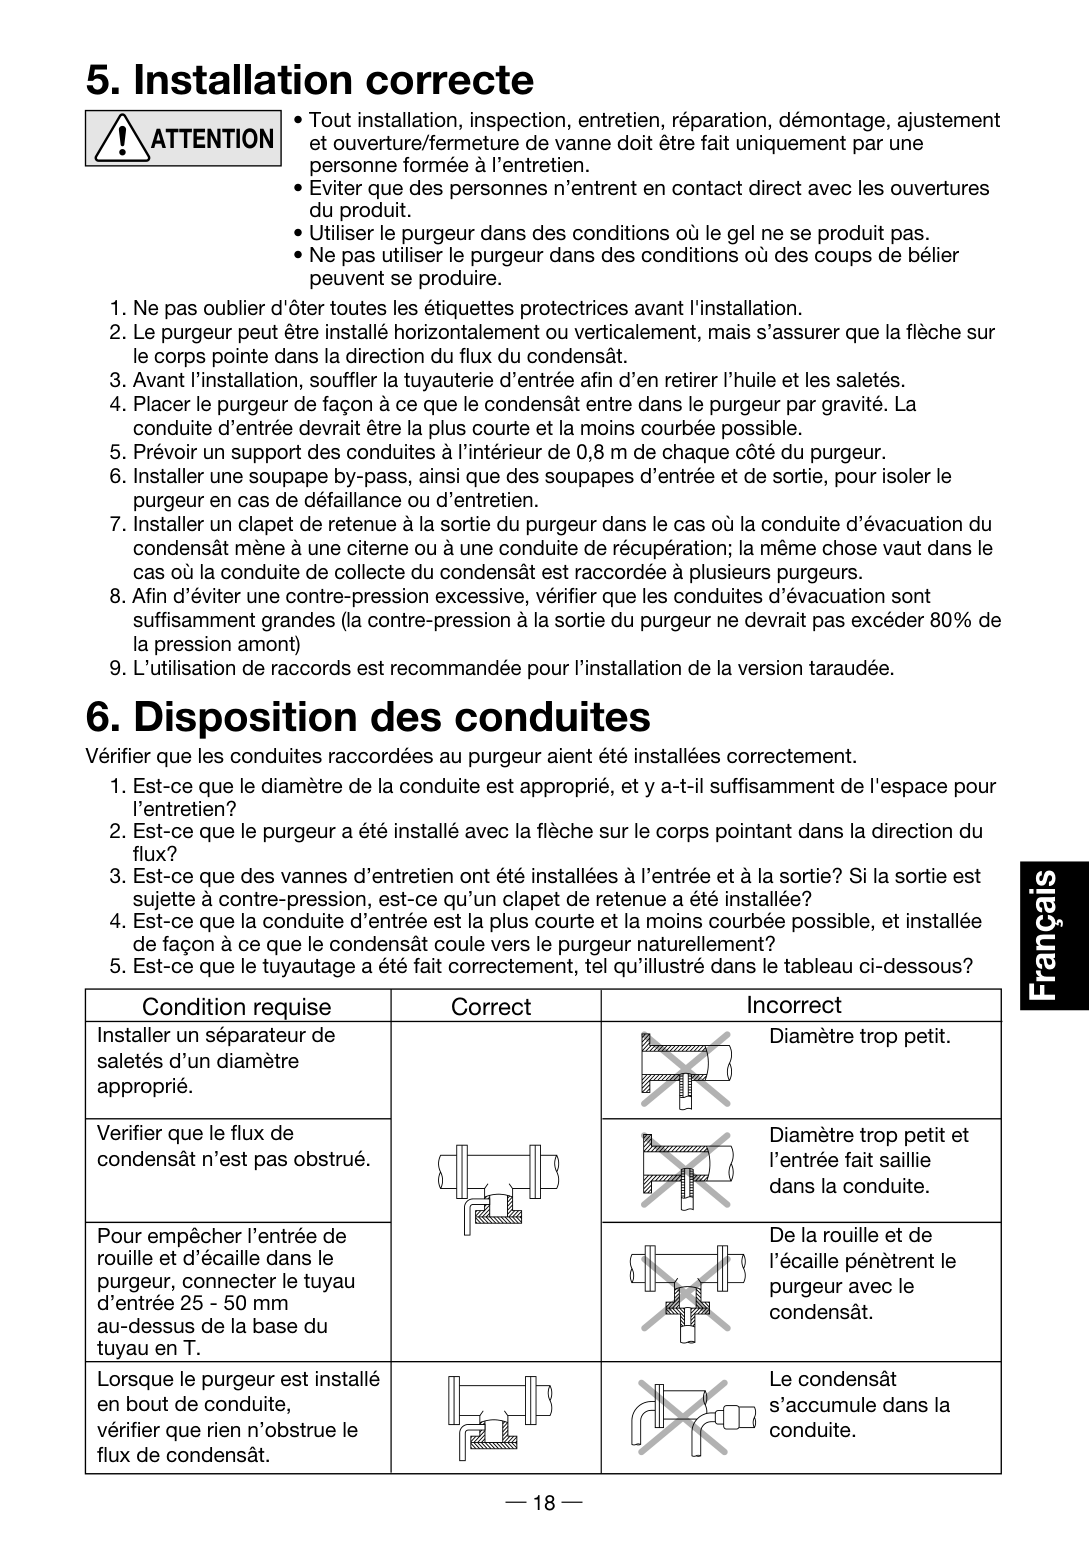 5. Installation correcte
ATTENTION
• Tout installation, inspection, entretien, réparation, démontage, ajustement
et ouverture/fermeture de vanne doit être fait uniquement par une
personne formée à l’entretien.
• Eviter que des personnes n’entrent en contact direct avec les ouvertures
du produit.
• Utiliser le purgeur dans des conditions où le gel ne se produit pas.
• Ne pas utiliser le purgeur dans des conditions où des coups de bélier
peuvent se produire.
1. Ne pas oublier d'ôter toutes les étiquettes protectrices avant l'installation.
2. Le purgeur peut être installé horizontalement ou verticalement, mais s’assurer que la flèche sur
le corps pointe dans la direction du flux du condensât.
3. Avant l’installation, souffler la tuyauterie d’entrée afin d’en retirer l’huile et les saletés.
4. Placer le purgeur de façon à ce que le condensât entre dans le purgeur par gravité. La
conduite d’entrée devrait être la plus courte et la moins courbée possible.
5. Prévoir un support des conduites à l’intérieur de 0,8 m de chaque côté du purgeur.
6. Installer une soupape by-pass, ainsi que des soupapes d’entrée et de sortie, pour isoler le
purgeur en cas de défaillance ou d’entretien.
7. Installer un clapet de retenue à la sortie du purgeur dans le cas où la conduite d’évacuation du
condensât mène à une citerne ou à une conduite de récupération; la même chose vaut dans le
cas où la conduite de collecte du condensât est raccordée à plusieurs purgeurs.
8. Afin d’éviter une contre-pression excessive, vérifier que les conduites d’évacuation sont
suffisamment grandes (la contre-pression à la sortie du purgeur ne devrait pas excéder 80% de
la pression amont)
9. L’utilisation de raccords est recommandée pour l’installation de la version taraudée.
6. Disposition des conduites
Vérifier que les conduites raccordées au purgeur aient été installées correctement.
1. Est-ce que le diamètre de la conduite est approprié, et y a-t-il suffisamment de l'espace pour
l’entretien?
2. Est-ce que le purgeur a été installé avec la flèche sur le corps pointant dans la direction du
flux?
3. Est-ce que des vannes d’entretien ont été installées à l’entrée et à la sortie? Si la sortie est
sujette à contre-pression, est-ce qu’un clapet de retenue a été installée?
4. Est-ce que la conduite d’entrée est la plus courte et la moins courbée possible, et installée
de façon à ce que le condensât coule vers le purgeur naturellement?
5. Est-ce que le tuyautage a été fait correctement, tel qu’illustré dans le tableau ci-dessous?
Français
Condition requise
Correct
Incorrect
Installer un séparateur de
saletés d’un diamètre
approprié.
Diamètre trop petit.
Verifier que le flux de
condensât n’est pas obstrué.
Diamètre trop petit et
l’entrée fait saillie
dans la conduite.
Pour empêcher l’entrée de
rouille et d’écaille dans le
purgeur, connecter le tuyau
d’entrée 25 - 50 mm
au-dessus de la base du
tuyau en T.
De la rouille et de
l’écaille pénètrent le
purgeur avec le
condensât.
Lorsque le purgeur est installé
en bout de conduite,
vérifier que rien n’obstrue le
flux de condensât.
Le condensât
s’accumule dans la
conduite.
— 18 —